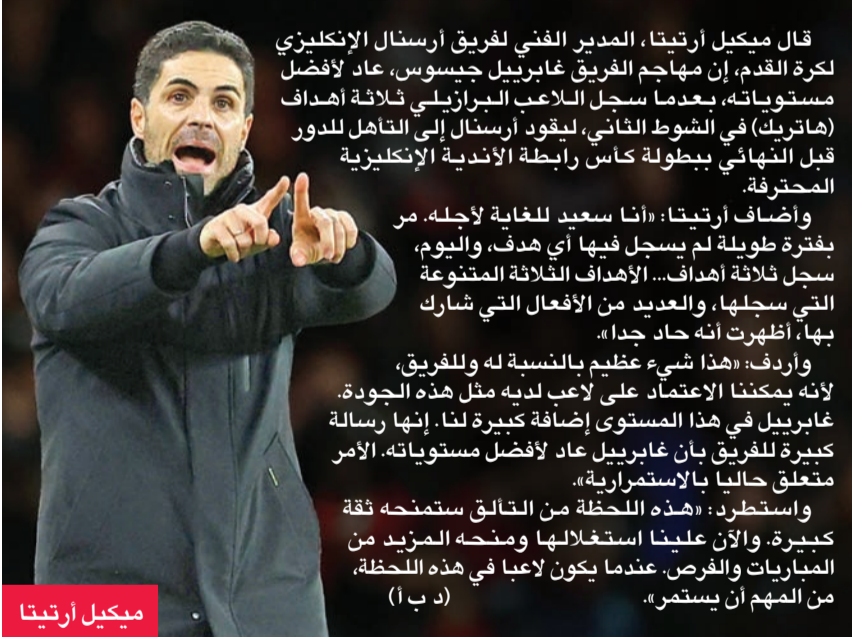 قال ميكيل أرتيتا، المدير الفني لفريق أرسنال الإنكليزي
لكرة القدم، إن مهاجم الفريق غابرييل جيسوس، عاد لأفضل
مستوياته، بعدما سجل اللاعب البرازيلي ثلاثة أهداف
(هاتريك) في الشوط الثاني، ليقود أرسنال إلى التأهل للدور
قبل النهائي ببطولة كأس رابطة الأندية الإنكليزية
المحترفة.
وأضاف أرتيتا: «أنا سعيد للغاية لأجله. مر
بفترة طويلة لم يسجل فيها أي هدف، واليوم،
سجل ثلاثة أهداف... الأهداف الثلاثة المتنوعة
التي سجلها، والعديد من الأفعال التي شارك
بها، أظهرت أنه حاد جدا».
وأردف: «هذا شيء عظيم بالنسبة له وللفريق،
لأنه يمكننا الاعتماد على لاعب لديه مثل هذه الجودة.
غابرييل في هذا المستوى إضافة كبيرة لنا. إنها رسالة
كبيرة للفريق بأن غابرييل عاد لأفضل مستوياته. الأمر
متعلق حاليا بالاستمرارية».
واستطرد: «هذه اللحظة من التألق ستمنحه ثقة
كبيرة. والآن علينا استغلالها ومنحه المزيد من
المباريات والفرص. عندما يكون لاعبا في هذه اللحظة،
من المهم أن يستمر». (د ب أ)
ميكيل أرتيتا